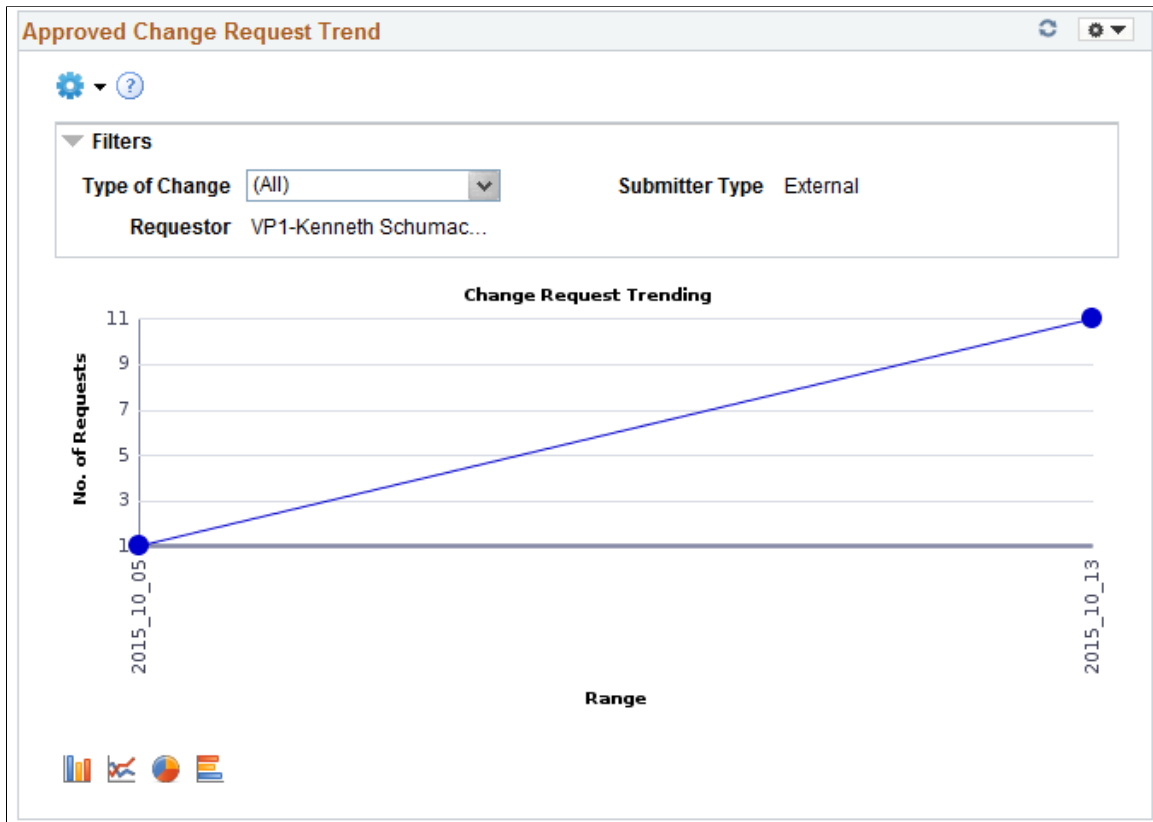 Approved Change Request Trend
?
Filters
Type of Change (All) Submitter Type External
Requestor VP1-Kenneth Schumac...
Change Request Trending
No. of Requests
11
9
7
5
3
1
2015_10_05
2015_10_13
Range